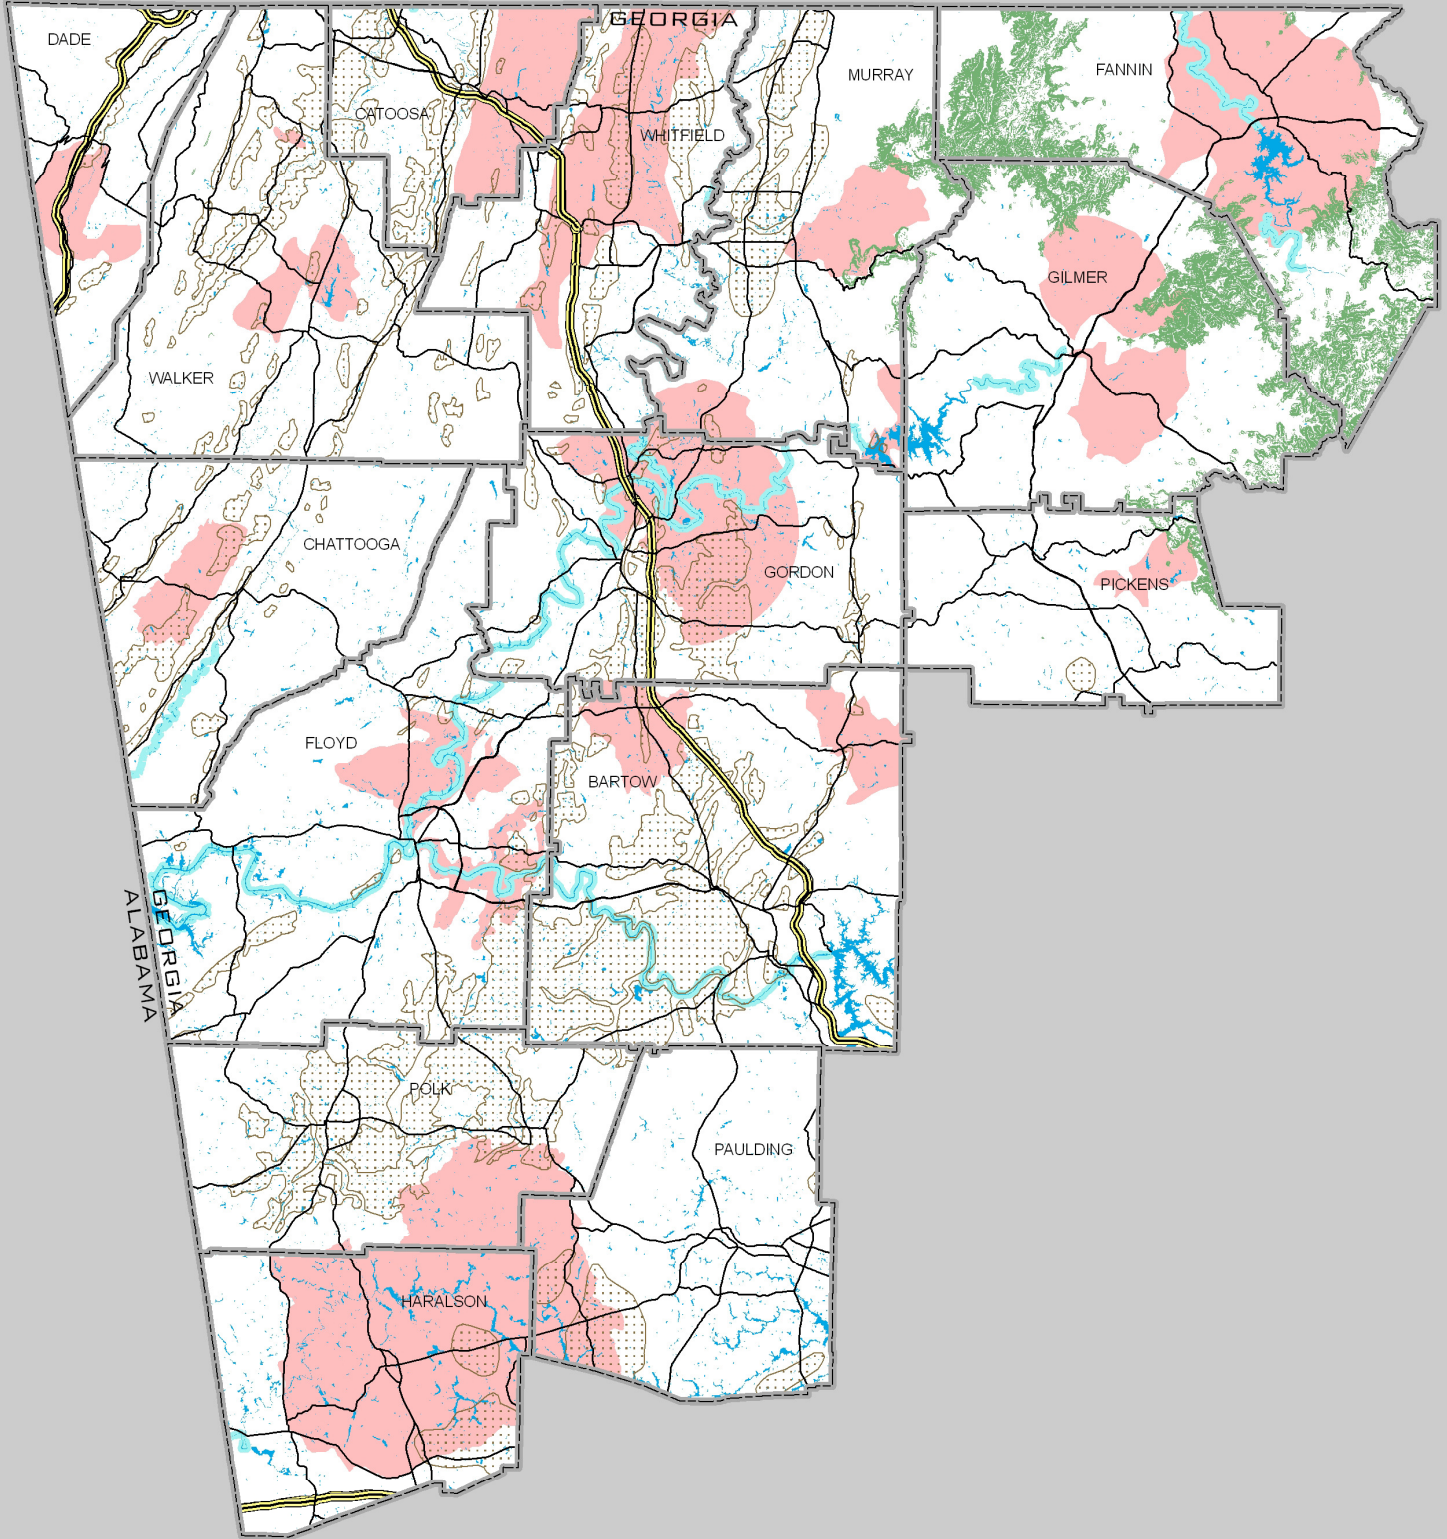 GEORGIA
DADE
FANNIN
MURRAY
CATOOSA
WHITFIELD
GILMER
WALKER
CHATTOOGA
GORDON
PICKENS
FLOYD
BARTOW
GEORGIA
ALABAMA
POLK
PAULDING
HARALSON